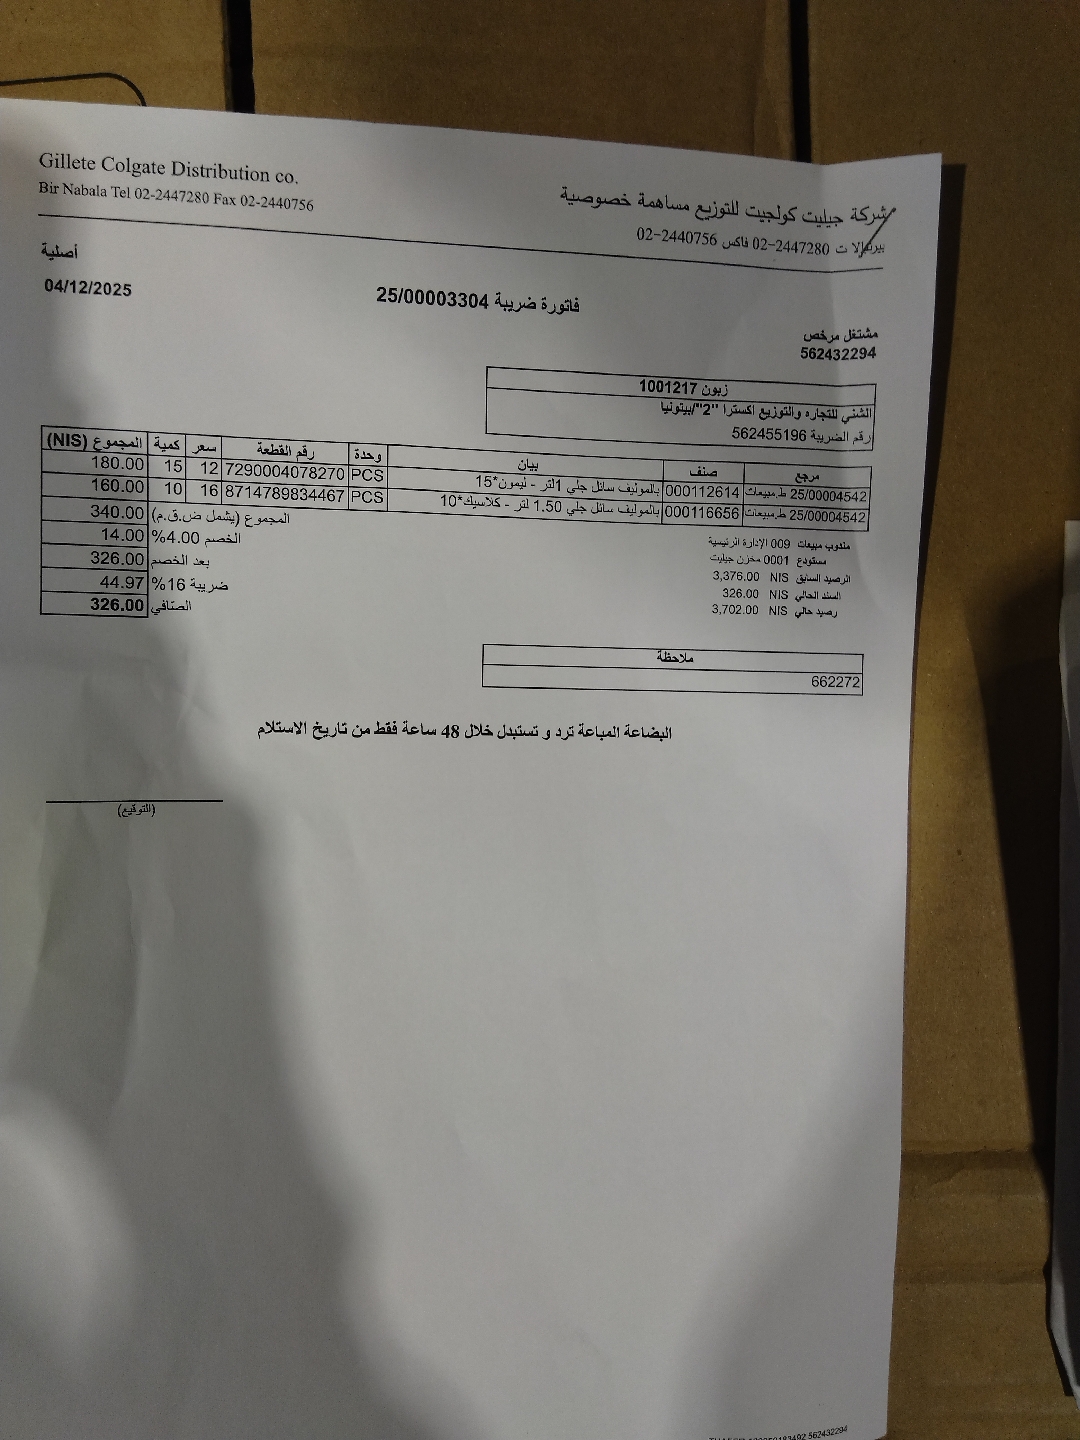 Gillete Colgate Distribution co.
Bir Nabala Tel 02-2447280 Fax 02-2440756
شركة جيليت كولجيت للتوزيع مساهمة خصوصية
ت 02-2447280 فاكس 02-2440756
أصلية
04/12/2025
فاتورة ضريبة 25/00003304
مشتغل مرخص
562432294
زبون 1001217
الشني للتجاره والتوزيع اكسترا "2"/بيتونيا
رقم الضريبة 562455196
مرجع صنف بيان وحدة رقم القطعة سعر كمية المجموع (NIS)
25/00004542 ط.مبيعات 000112614 بالموليف سائل جلي 1لتر - ليمون*15 PCS 7290004078270 12 15 180.00
25/00004542 ط.مبيعات 000116656 بالموليف سائل جلي 1.50 لتر - كلاسيك*10 PCS 8714789834467 16 10 160.00
المجموع (يشمل ض.ق.م) 340.00
الخصم 4.00% 14.00
بعد الخصم 326.00
ضريبة 16% 44.97
الصافي 326.00
مندوب مبيعات 009 الإدارة الرئيسية
مستودع 0001 مخزن جيليت
الرصيد السابق NIS 3,376.00
السند الحالي NIS 326.00
رصيد حالي NIS 3,702.00
ملاحظة
662272
البضاعة المباعة ترد و تستبدل خلال 48 ساعة فقط من تاريخ الاستلام
(التوقيع)
562432294